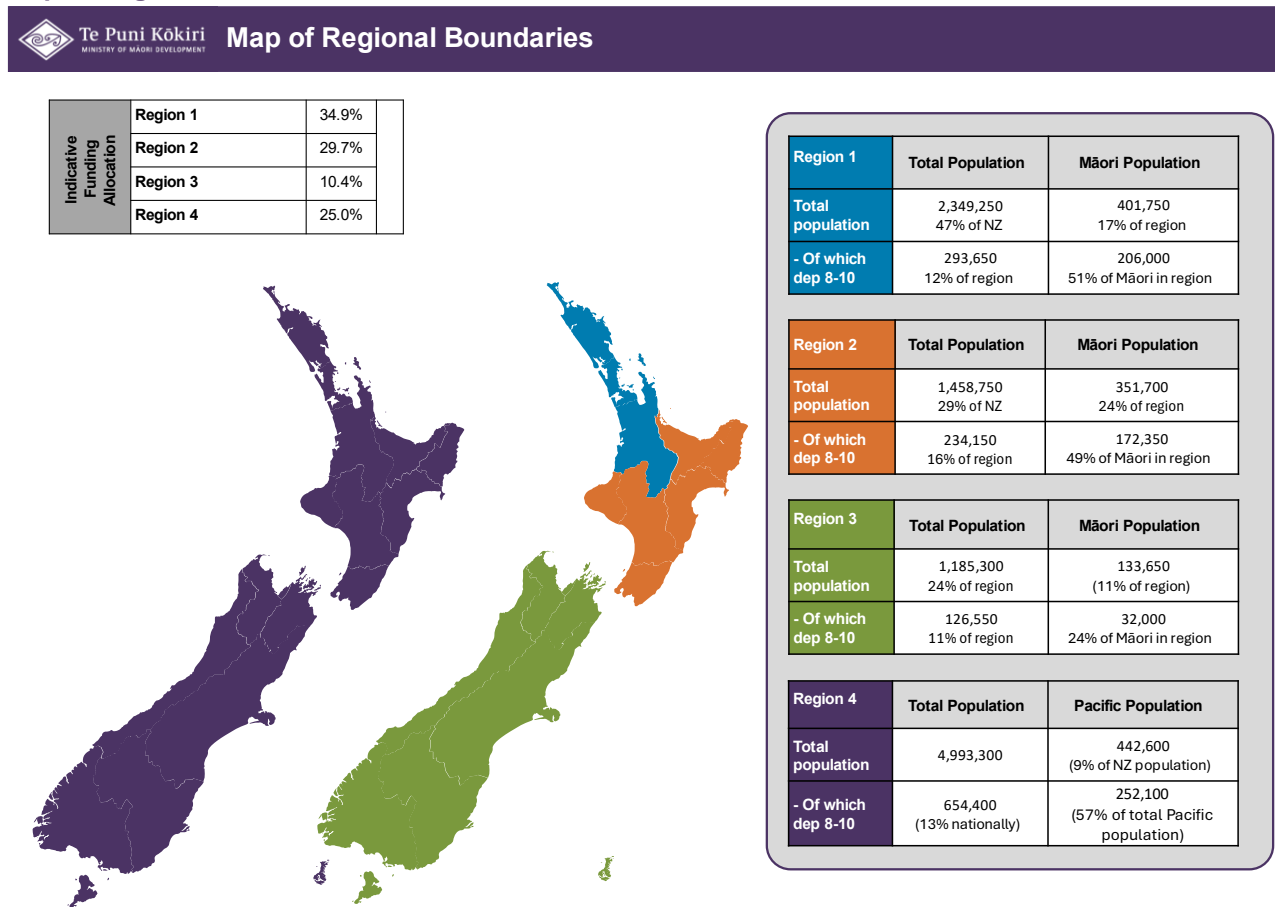 Te Puni Kōkiri
MINISTRY OF MĀORI DEVELOPMENT
Map of Regional Boundaries
Indicative
Funding
Allocation
Region 1 34.9%
Region 2 29.7%
Region 3 10.4%
Region 4 25.0%
Region 1 Total Population Māori Population
Total
population
2,349,250
47% of NZ
401,750
17% of region
- Of which
dep 8-10
293,650
12% of region
206,000
51% of Māori in region
Region 2 Total Population Māori Population
Total
population
1,458,750
29% of NZ
351,700
24% of region
- Of which
dep 8-10
234,150
16% of region
172,350
49% of Māori in region
Region 3 Total Population Māori Population
Total
population
1,185,300
24% of region
133,650
(11% of region)
- Of which
dep 8-10
126,550
11% of region
32,000
24% of Māori in region
Region 4 Total Population Pacific Population
Total
population
4,993,300
442,600
(9% of NZ population)
- Of which
dep 8-10
654,400
(13% nationally)
252,100
(57% of total Pacific
population)